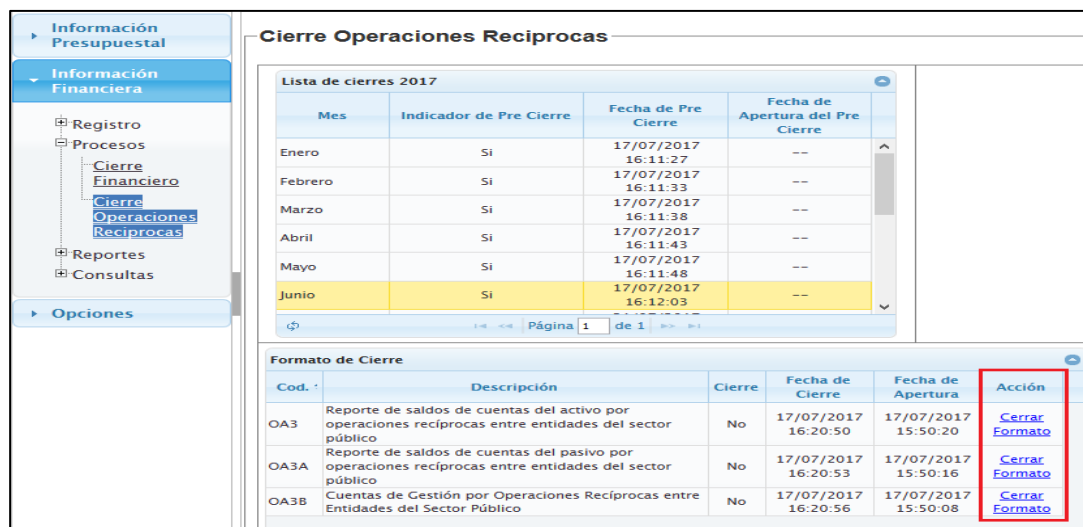 Información
Presupuestal
Información
Financiera
Registro
Procesos
Cierre
Financiero
Cierre
Operaciones
Reciprocas
Reportes
Consultas
Opciones
Cierre Operaciones Reciprocas
Lista de cierres 2017
Mes Indicador de Pre Cierre Fecha de Pre Cierre Fecha de Apertura del Pre Cierre
Enero Si 17/07/2017 16:11:27 --
Febrero Si 17/07/2017 16:11:33 --
Marzo Si 17/07/2017 16:11:38 --
Abril Si 17/07/2017 16:11:43 --
Mayo Si 17/07/2017 16:11:48 --
Junio Si 17/07/2017 16:12:03 --
Página 1 de 1
Formato de Cierre
Cod. Descripción Cierre Fecha de Cierre Fecha de Apertura Acción
OA3 Reporte de saldos de cuentas del activo por operaciones recíprocas entre entidades del sector público No 17/07/2017 16:20:50 17/07/2017 15:50:20 Cerrar Formato
OA3A Reporte de saldos de cuentas del pasivo por operaciones recíprocas entre entidades del sector público No 17/07/2017 16:20:53 17/07/2017 15:50:16 Cerrar Formato
OA3B Cuentas de Gestión por Operaciones Recíprocas entre Entidades del Sector Público No 17/07/2017 16:20:56 17/07/2017 15:50:08 Cerrar Formato